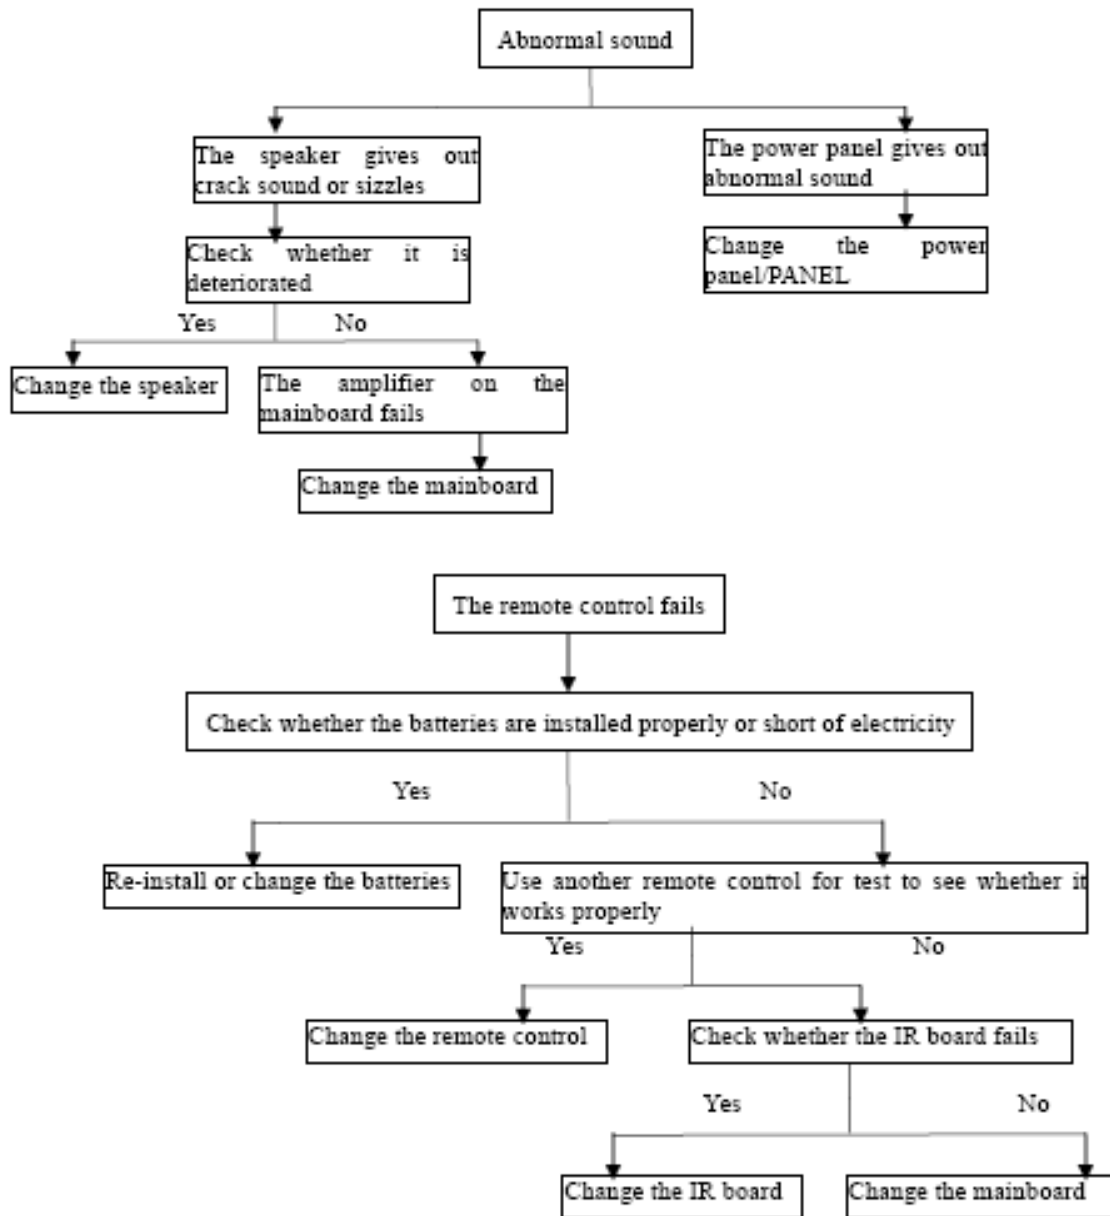 Abnormal sound
The speaker gives out
crack sound or sizzles
The power panel gives out
abnormal sound
Check whether it is
deteriorated
Change the power
panel/PANEL
Yes
No
Change the speaker
The amplifier on the
mainboard fails
Change the mainboard
The remote control fails
Check whether the batteries are installed properly or short of electricity
Yes
No
Re-install or change the batteries
Use another remote control for test to see whether it
works properly
Yes
No
Change the remote control
Check whether the IR board fails
Yes
No
Change the IR board
Change the mainboard